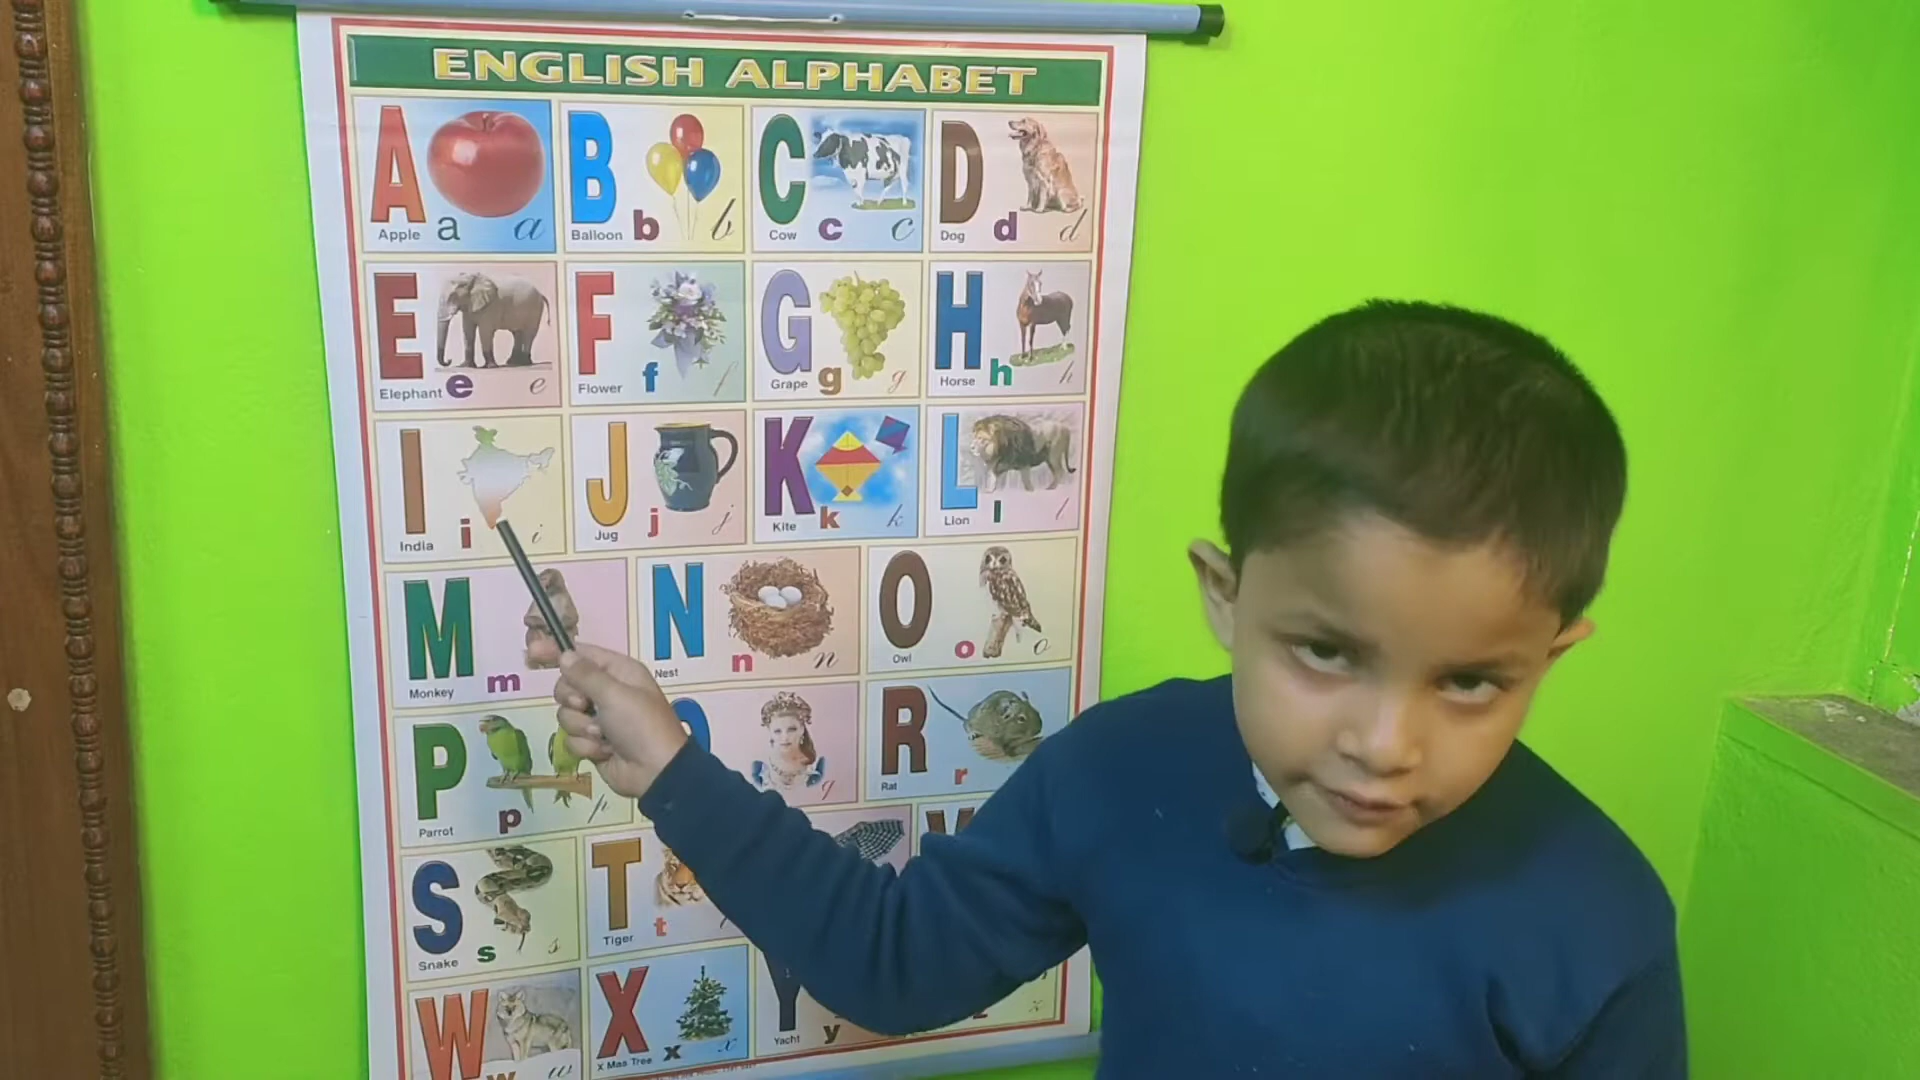 ENGLISH ALPHABET
A Apple a a
B Balloon b b
C Cow c c
D Dog d d
E Elephant e e
F Flower f f
G Grape g g
H Horse h h
I India i i
J Jug j j
K Kite k k
L Lion l l
M Monkey m
N Nest n n
O Owl o o
P Parrot p p
q
R Rat r
S Snake s s
T Tiger t
W w w
X X Mas Tree x x
Yacht y
z z